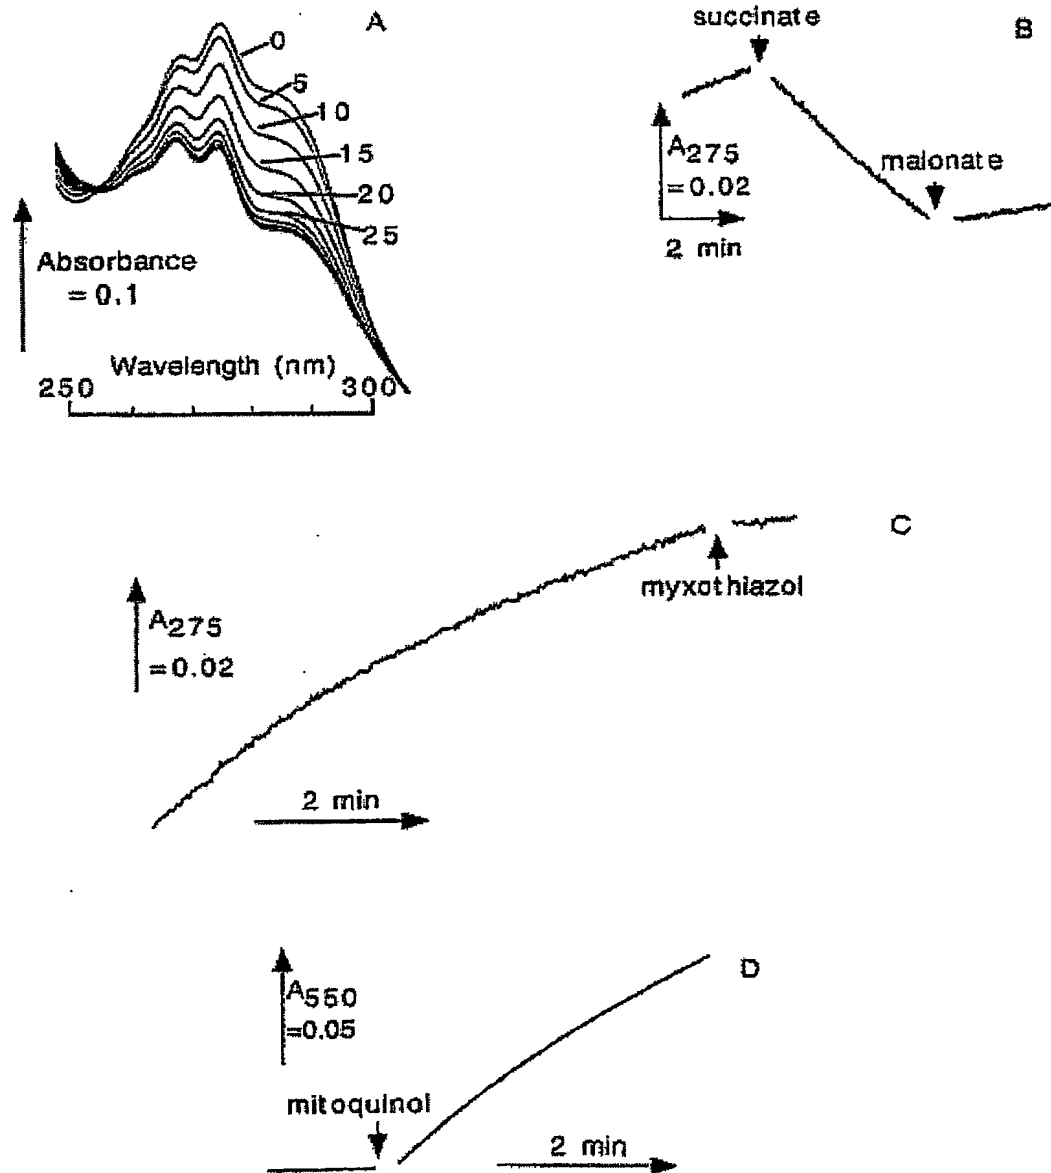 A
0
5
10
15
20
25
Absorbance
= 0.1
Wavelength (nm)
250
300
succinate
B
A275
=0.02
malonate
2 min
C
myxothiazol
A275
=0.02
2 min
D
A550
=0.05
mitoquinol
2 min